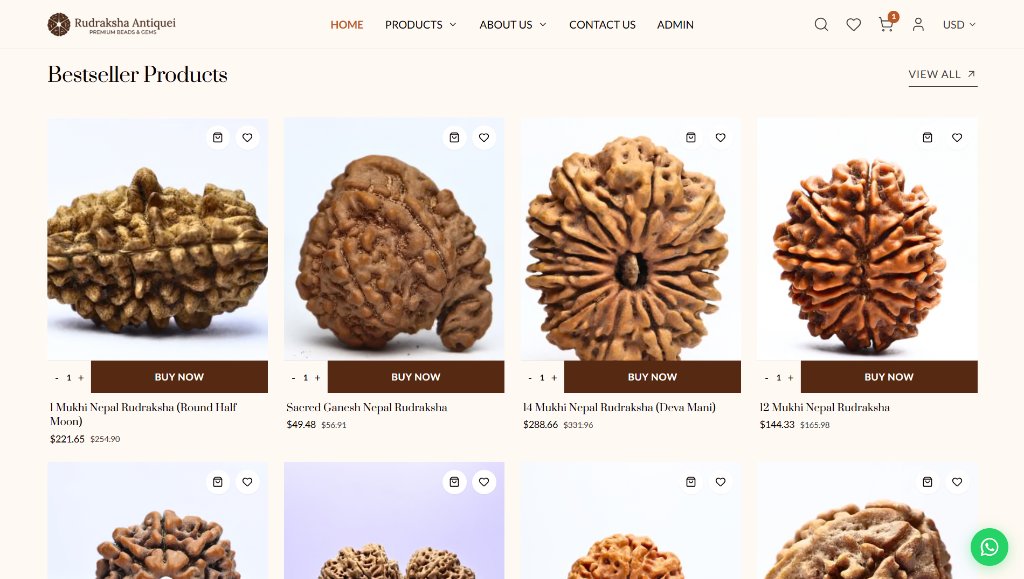 Rudraksha Antiquei
PREMIUM BEADS & GEMS
HOME PRODUCTS ABOUT US CONTACT US ADMIN
1
USD
Bestseller Products
VIEW ALL
- 1 + BUY NOW
- 1 + BUY NOW
- 1 + BUY NOW
- 1 + BUY NOW
1 Mukhi Nepal Rudraksha (Round Half
Moon)
$221.65 $254.90
Sacred Ganesh Nepal Rudraksha
$49.48 $56.91
14 Mukhi Nepal Rudraksha (Deva Mani)
$288.66 $331.96
12 Mukhi Nepal Rudraksha
$144.33 $165.98